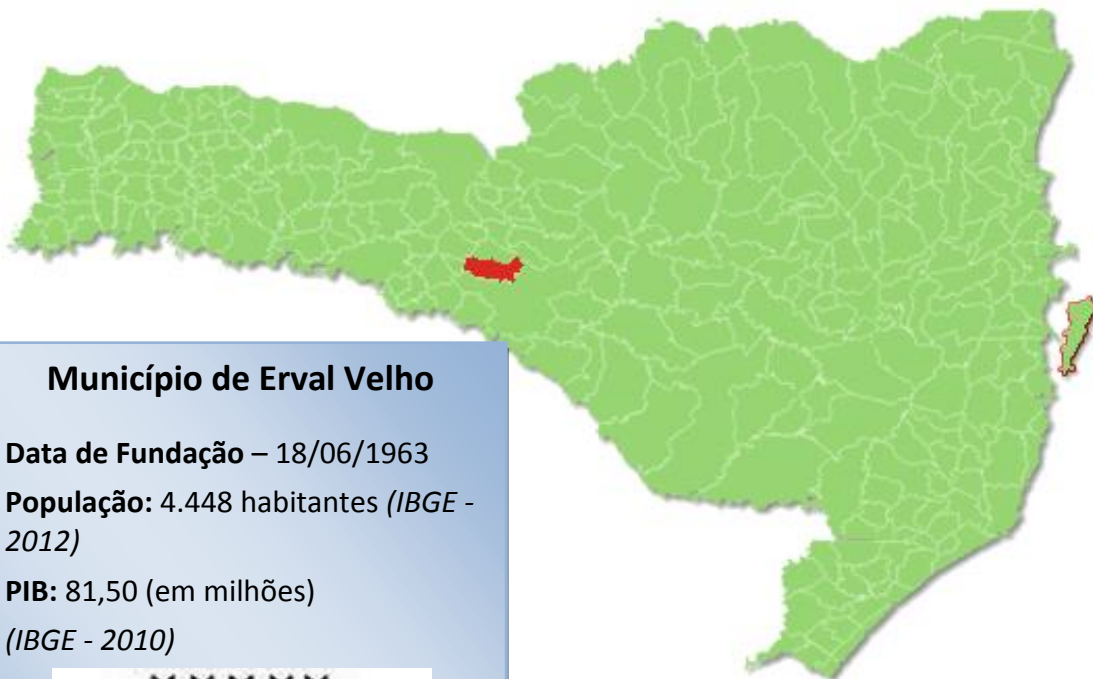 Município de Erval Velho
Data de Fundação – 18/06/1963
População: 4.448 habitantes (IBGE -
2012)
PIB: 81,50 (em milhões)
(IBGE - 2010)